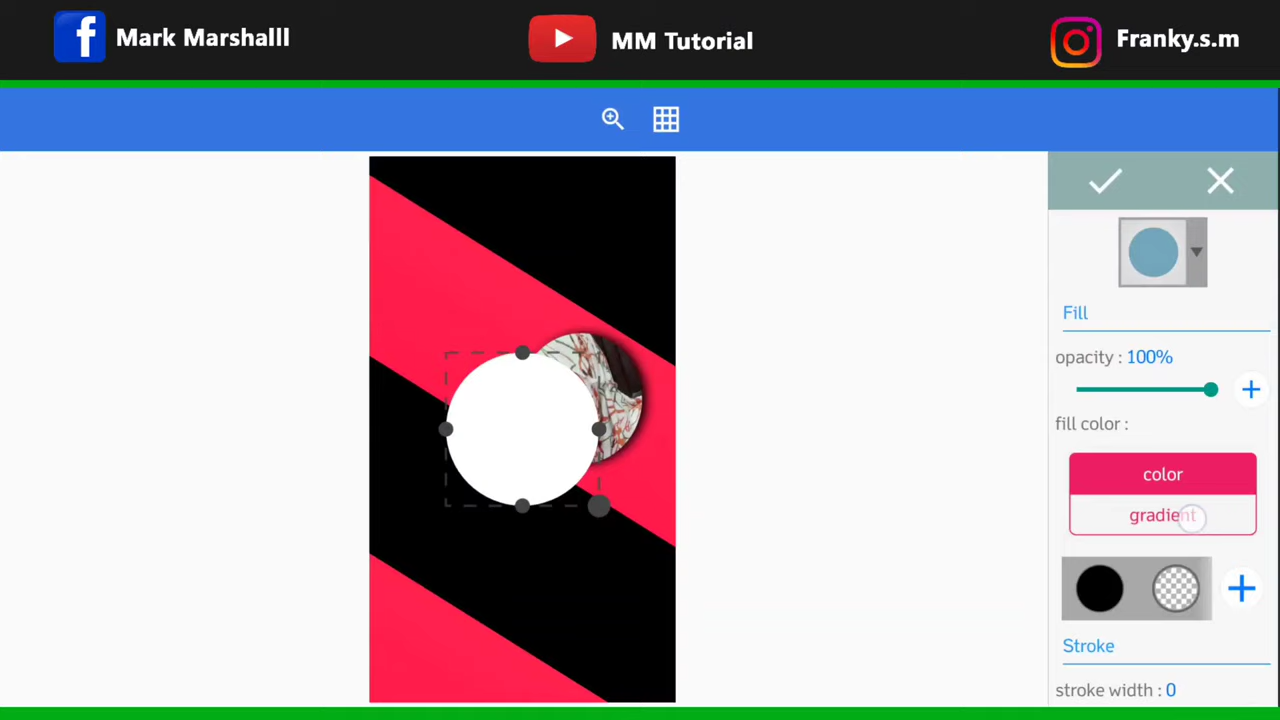 Mark Marshalll
MM Tutorial
Franky.s.m
Fill
opacity : 100%
fill color :
color
gradient
Stroke
stroke width : 0